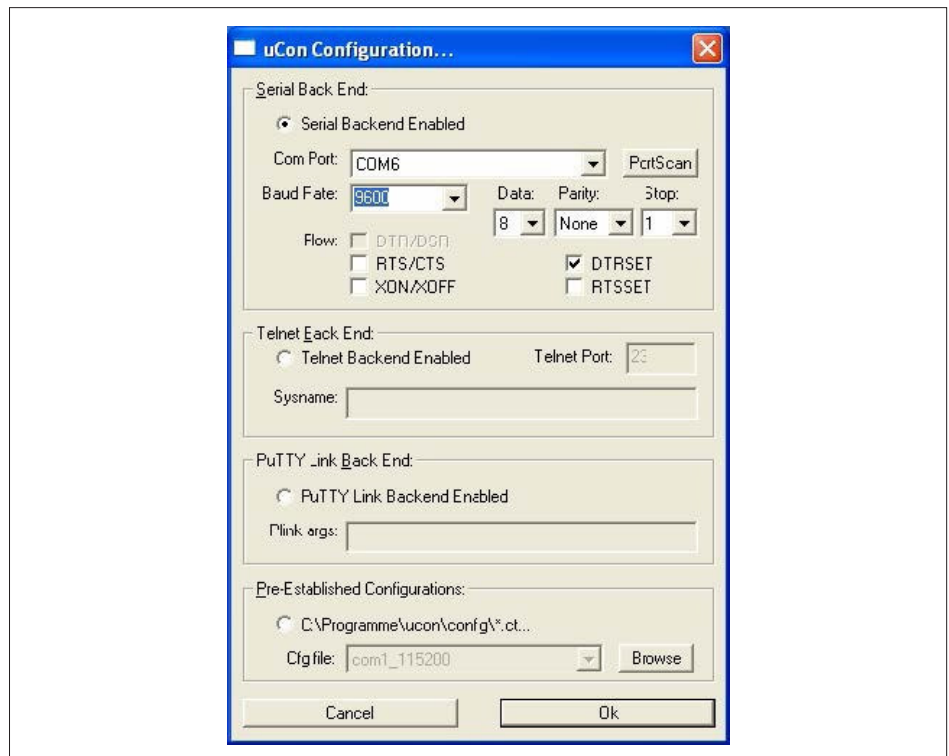 uCon Configuration...
Serial Back End:
Serial Backend Enabled
Com Port: COM6 PortScan
Baud Fate: 9600 Data: Parity: Stop:
8 None 1
Flow: DTR/DSR
RTS/CTS DTRSET
XON/XOFF RTSSET
Telnet Eack End:
Telnet Backend Enabled Telnet Port: 23
Sysname:
PuTTY Link Back End:
PuTTY Link Backend Enabled
Plink args:
Pre-Established Configurations:
C:\Programme\ucon\confg\*.ct...
Cfg file: com1_115200 Browse
Cancel Ok